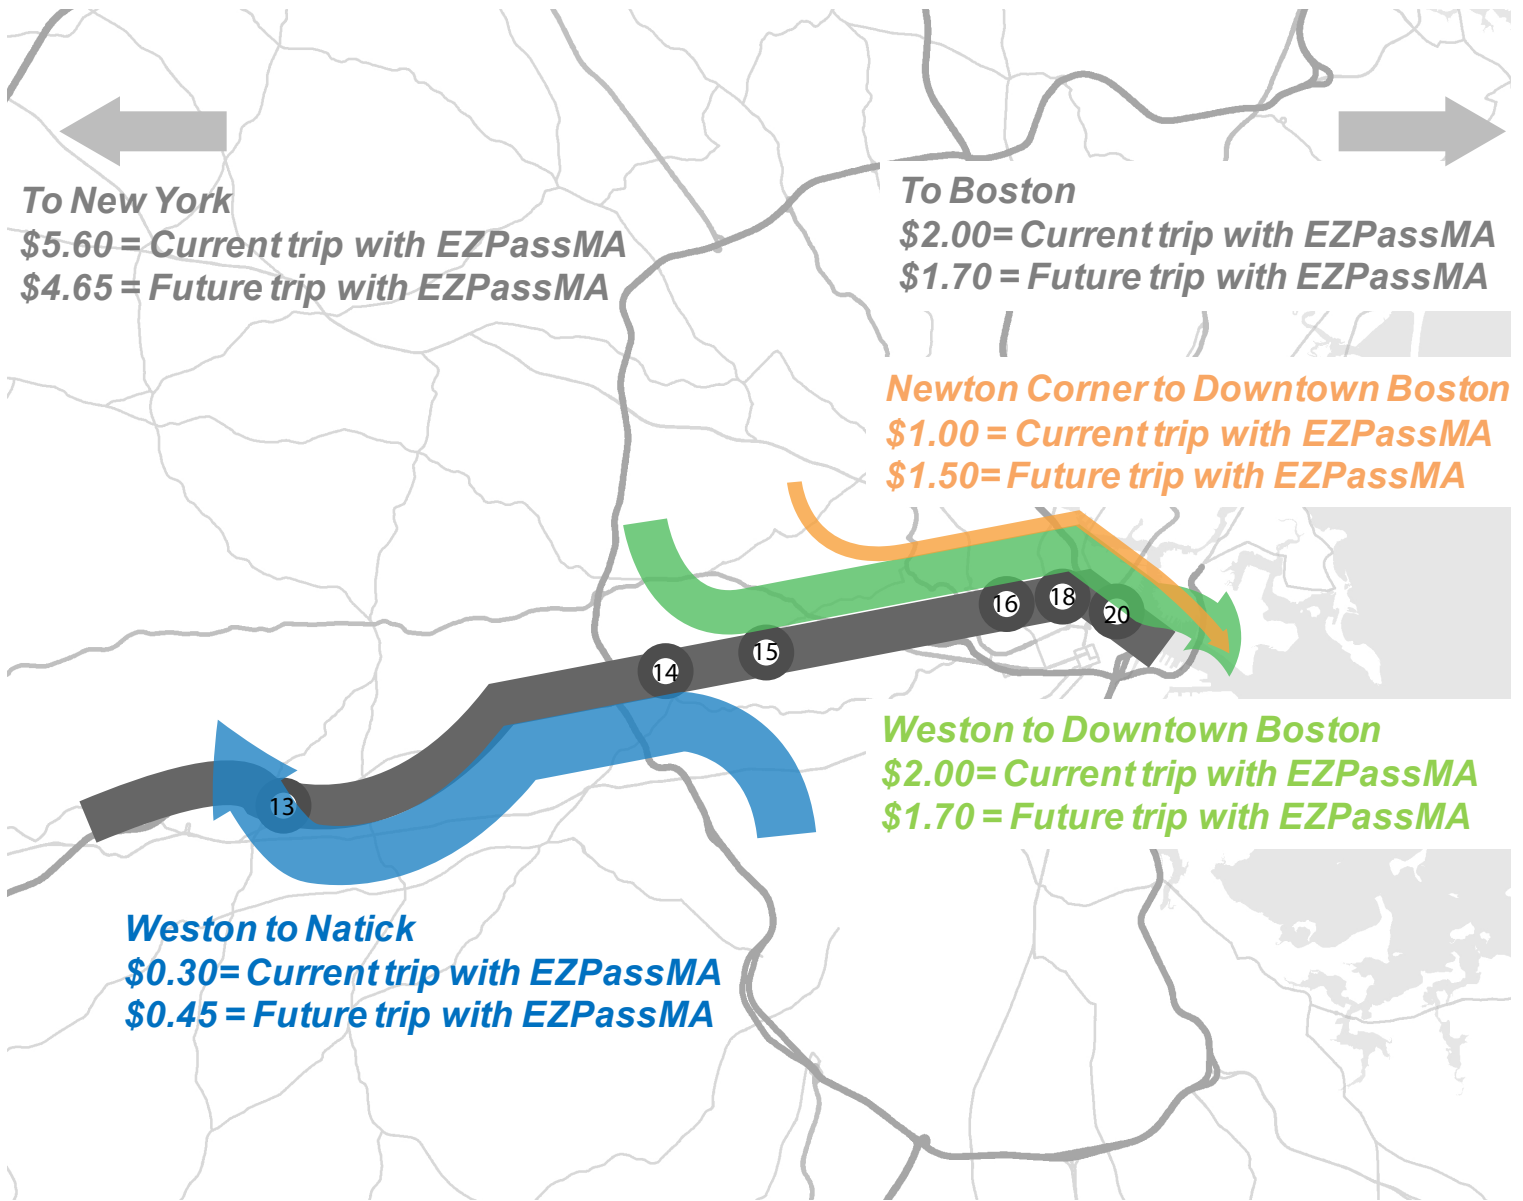 To New York
$5.60 = Current trip with EZPassMA
$4.65 = Future trip with EZPassMA
To Boston
$2.00= Current trip with EZPassMA
$1.70 = Future trip with EZPassMA
Newton Corner to Downtown Boston
$1.00 = Current trip with EZPassMA
$1.50= Future trip with EZPassMA
16
18
20
15
14
13
Weston to Downtown Boston
$2.00= Current trip with EZPassMA
$1.70 = Future trip with EZPassMA
Weston to Natick
$0.30= Current trip with EZPassMA
$0.45 = Future trip with EZPassMA